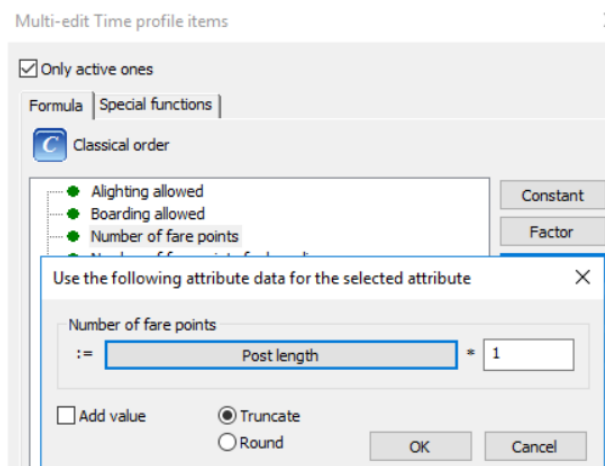 Multi-edit Time profile items
Only active ones
Formula Special functions
C Classical order
Alighting allowed
Constant
Boarding allowed
Number of fare points
Factor
Use the following attribute data for the selected attribute
Number of fare points
:= Post length * 1
Add value Truncate
Round OK Cancel